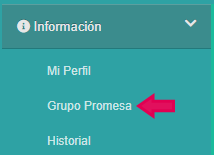 Información
Mi Perfil
Grupo Promesa
Historial